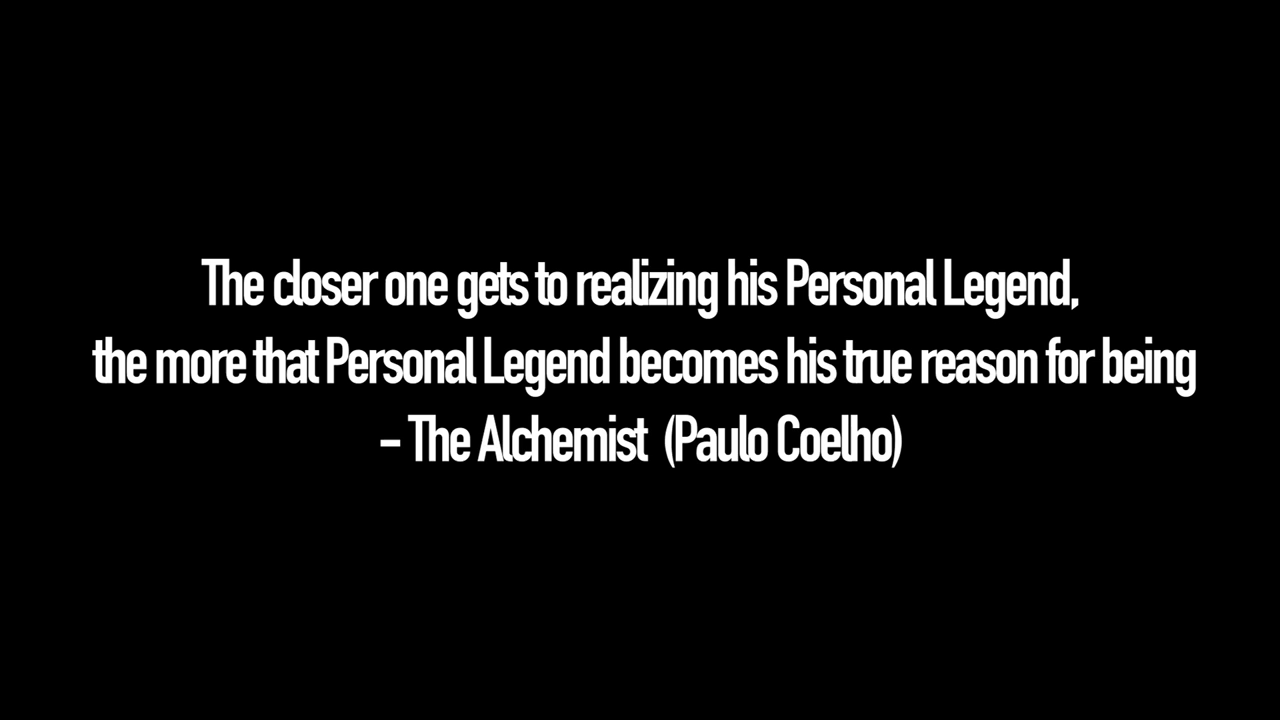 The closer one gets to realizing his Personal Legend,
the more that Personal Legend becomes his true reason for being
– The Alchemist (Paulo Coelho)